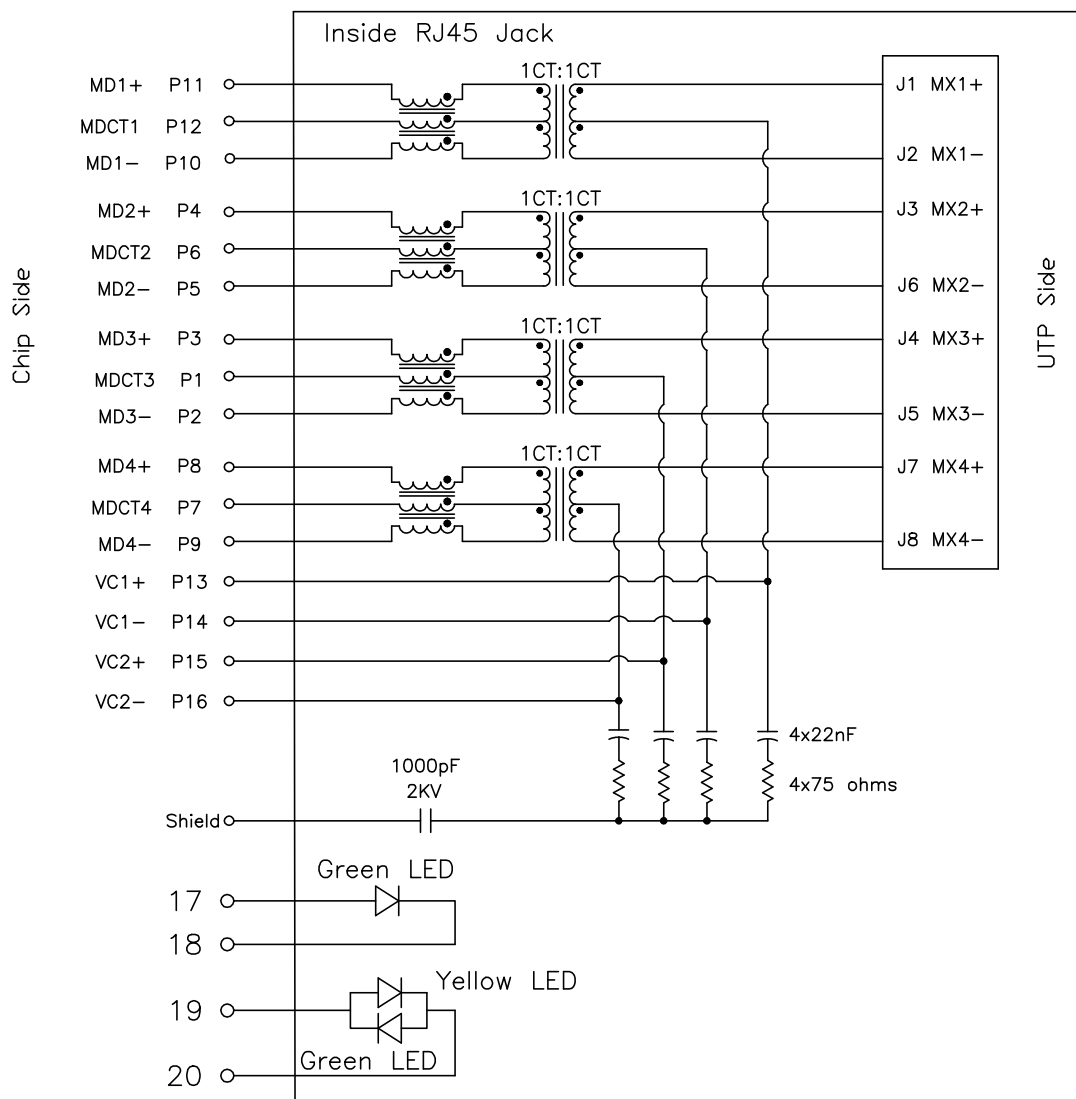 Inside RJ45 Jack
1CT:1CT
MD1+ P11
J1 MX1+
MDCT1 P12
MD1- P10
J2 MX1-
1CT:1CT
MD2+ P4
J3 MX2+
MDCT2 P6
MD2- P5
J6 MX2-
Chip Side
UTP Side
1CT:1CT
MD3+ P3
J4 MX3+
MDCT3 P1
MD3- P2
J5 MX3-
1CT:1CT
MD4+ P8
J7 MX4+
MDCT4 P7
MD4- P9
J8 MX4-
VC1+ P13
VC1- P14
VC2+ P15
VC2- P16
4x22nF
1000pF
2KV
4x75 ohms
Shield
Green LED
17
18
Yellow LED
19
Green LED
20